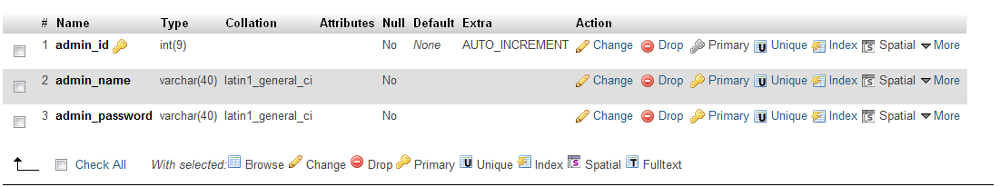 # Name Type Collation Attributes Null Default Extra Action
1 admin_id int(9) No None AUTO_INCREMENT Change Drop Primary Unique Index Spatial More
2 admin_name varchar(40) latin1_general_ci No Change Drop Primary Unique Index Spatial More
3 admin_password varchar(40) latin1_general_ci No Change Drop Primary Unique Index Spatial More
Check All With selected: Browse Change Drop Primary Unique Index Spatial Fulltext